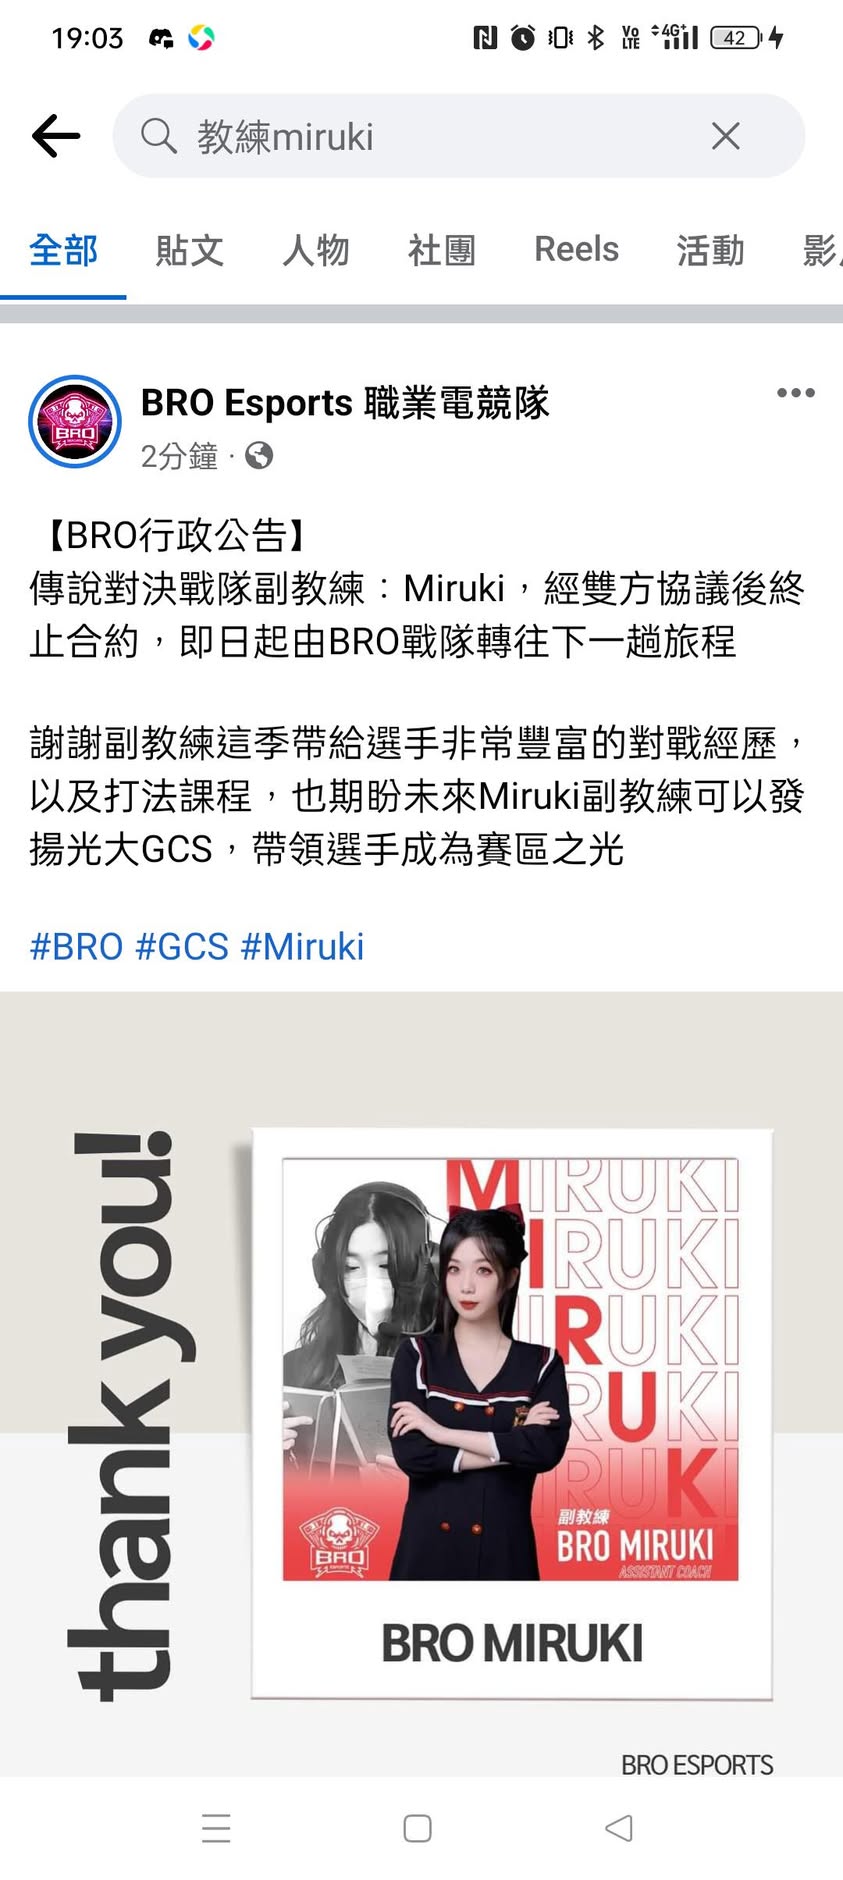 19:03
VO LTE 4G+ 42
教練miruki
全部 貼文 人物 社團 Reels 活動
BRO Esports 職業電競隊
2分鐘 ·
【BRO行政公告】
傳說對決戰隊副教練：Miruki，經雙方協議後終
止合約，即日起由BRO戰隊轉往下一趟旅程
謝謝副教練這季帶給選手非常豐富的對戰經歷，
以及打法課程，也期盼未來Miruki副教練可以發
揚光大GCS，帶領選手成為賽區之光
#BRO #GCS #Miruki
thank you!
MIRUKI
MIRUKI
IRUKI
RUKI
IRUK
副教練
BRO MIRUKI
ASSISTANT COACH
BRO
BRO MIRUKI
BRO ESPORTS